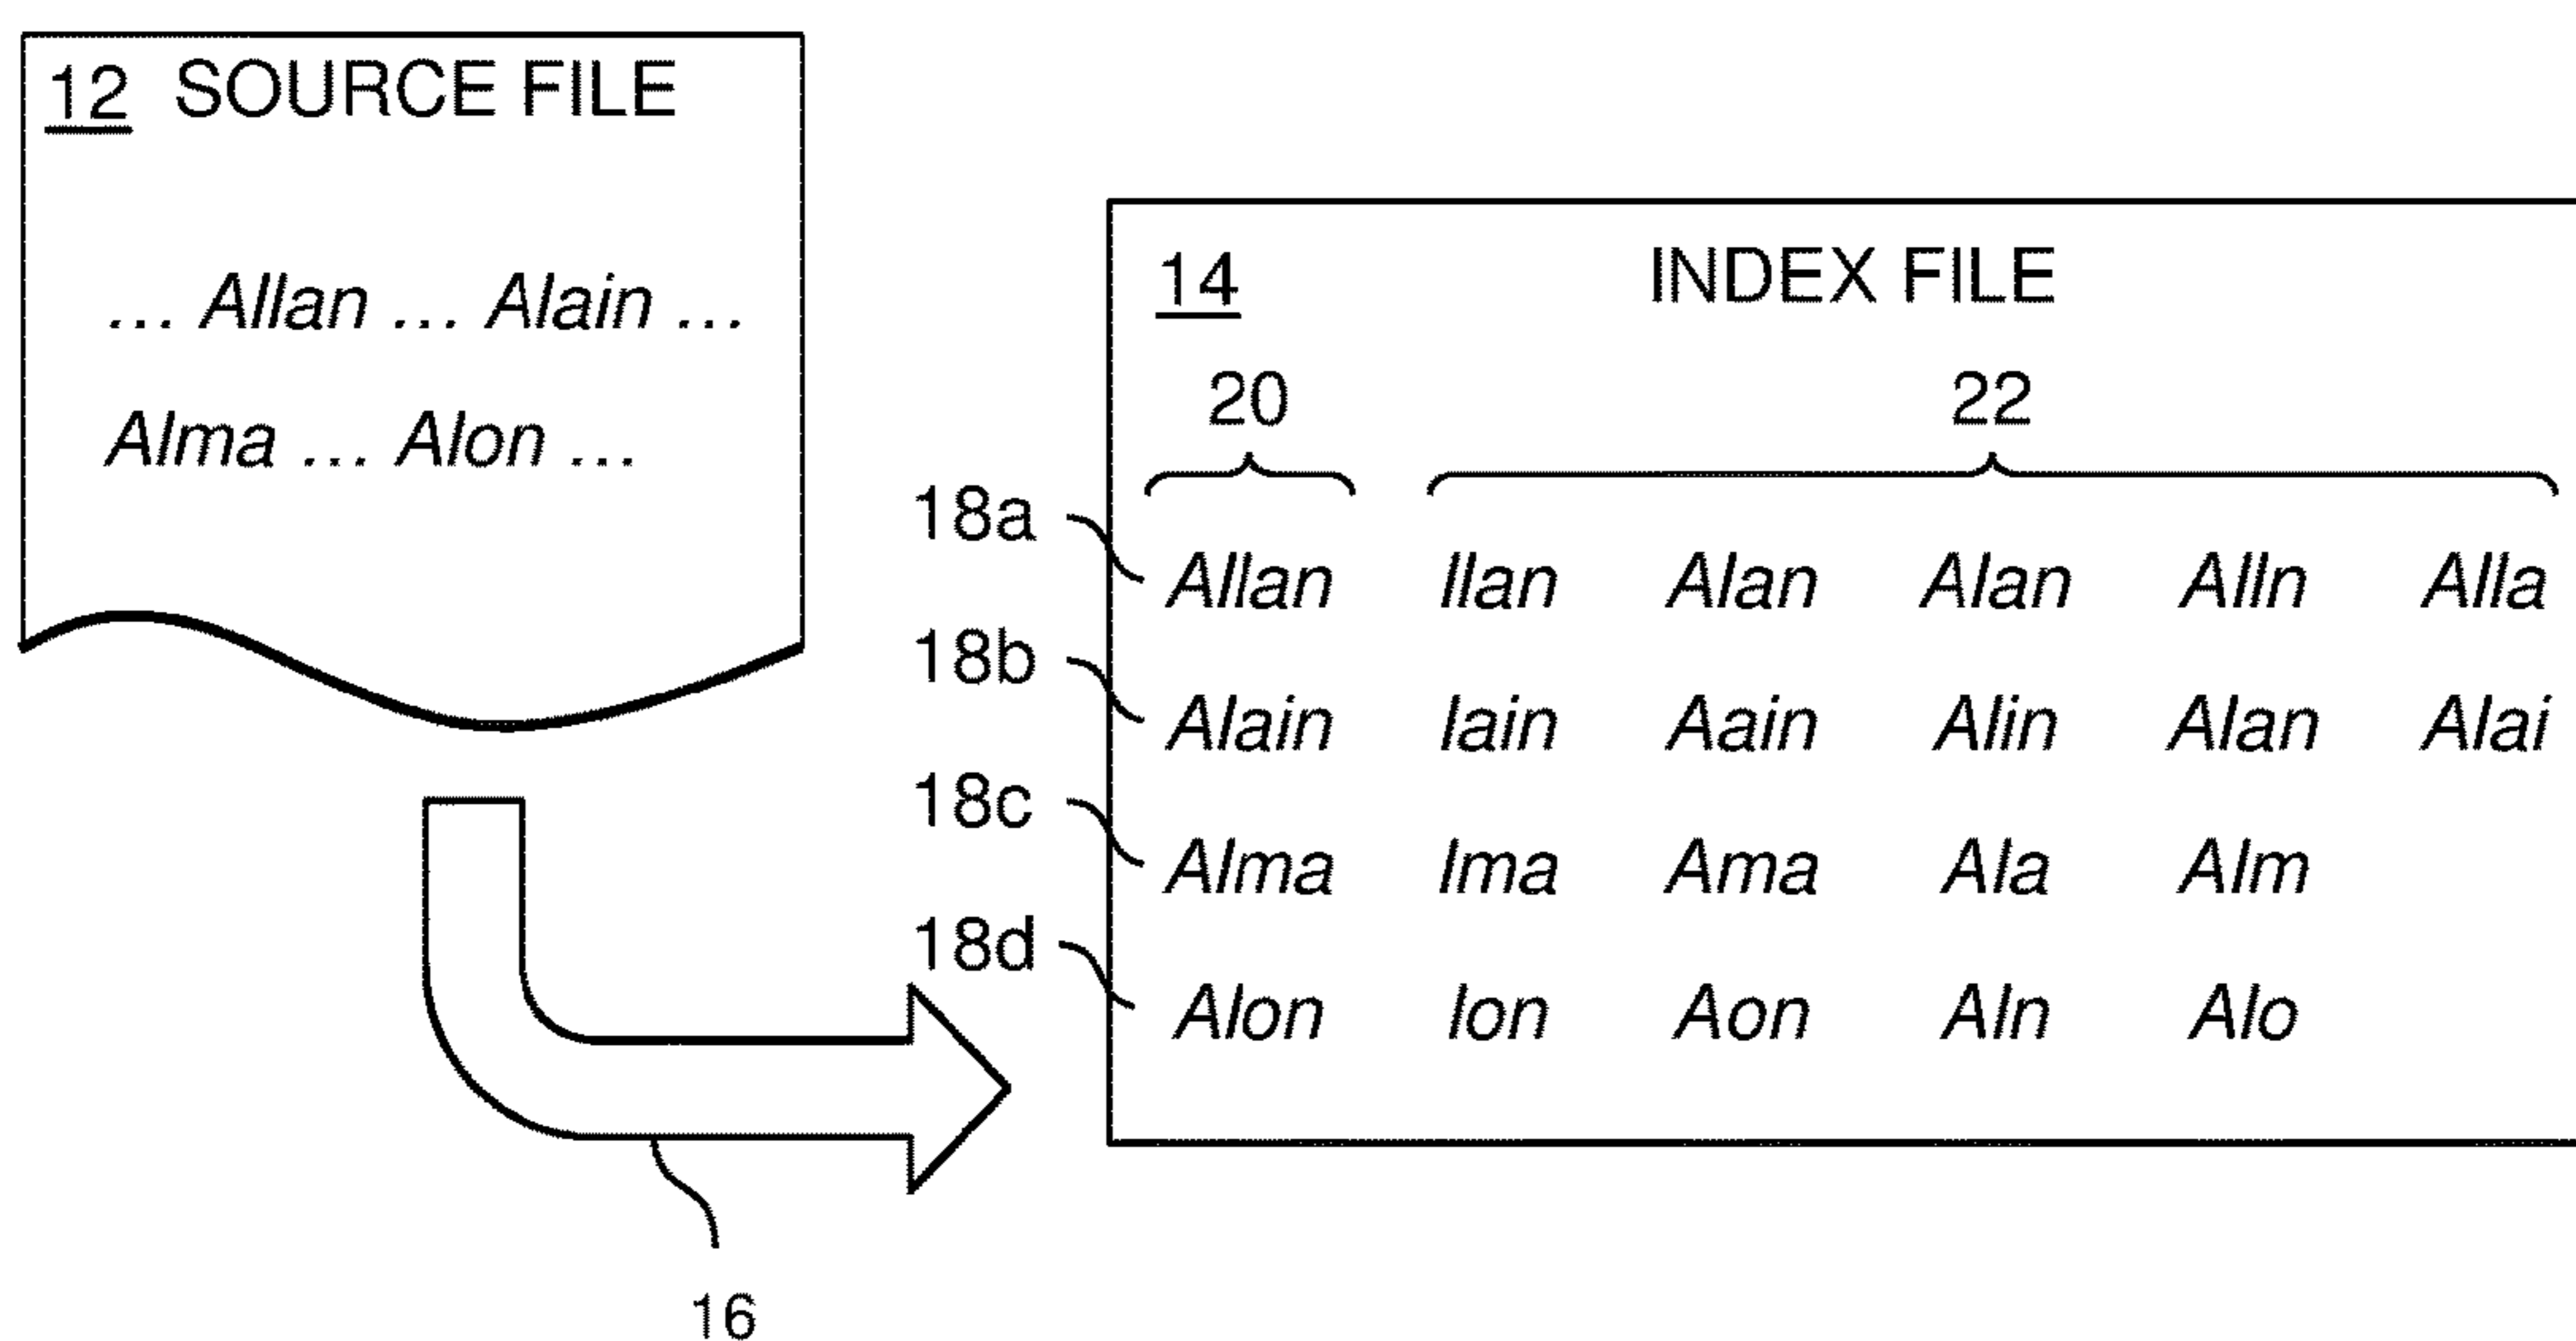 12 SOURCE FILE
... Allan ... Alain ...
Alma ... Alon ...
14 INDEX FILE
20 22
18a Allan llan Alan Alan Alln Alla
18b Alain lain Aain Alin Alan Alai
18c Alma lma Ama Ala Alm
18d Alon lon Aon Aln Alo
16